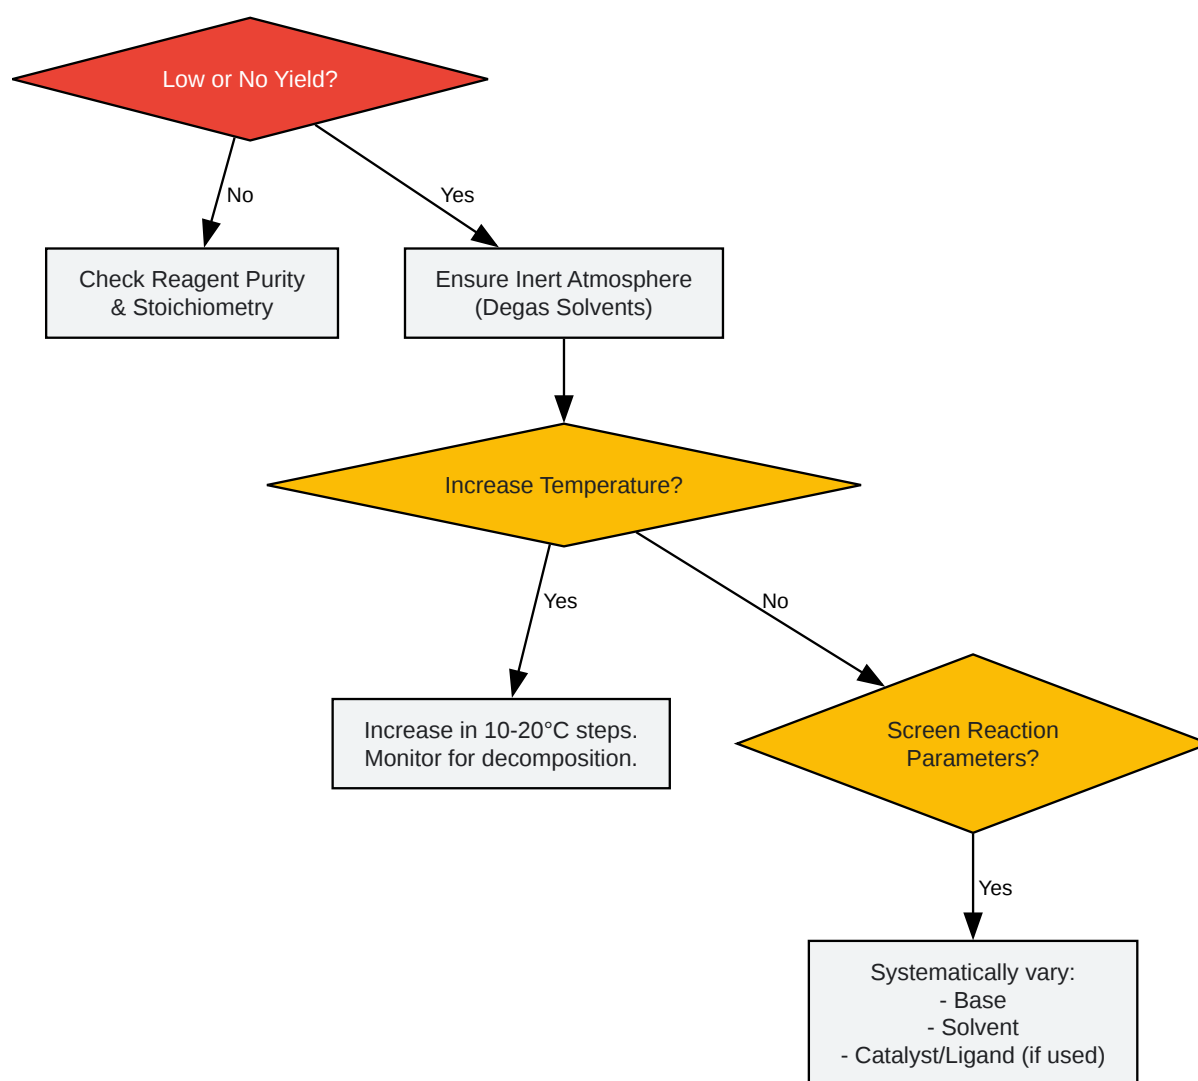 Low or No Yield?
No
Yes
Check Reagent Purity
& Stoichiometry
Ensure Inert Atmosphere
(Degas Solvents)
Increase Temperature?
Yes
No
Increase in 10-20°C steps.
Monitor for decomposition.
Screen Reaction
Parameters?
Yes
Systematically vary:
- Base
- Solvent
- Catalyst/Ligand (if used)